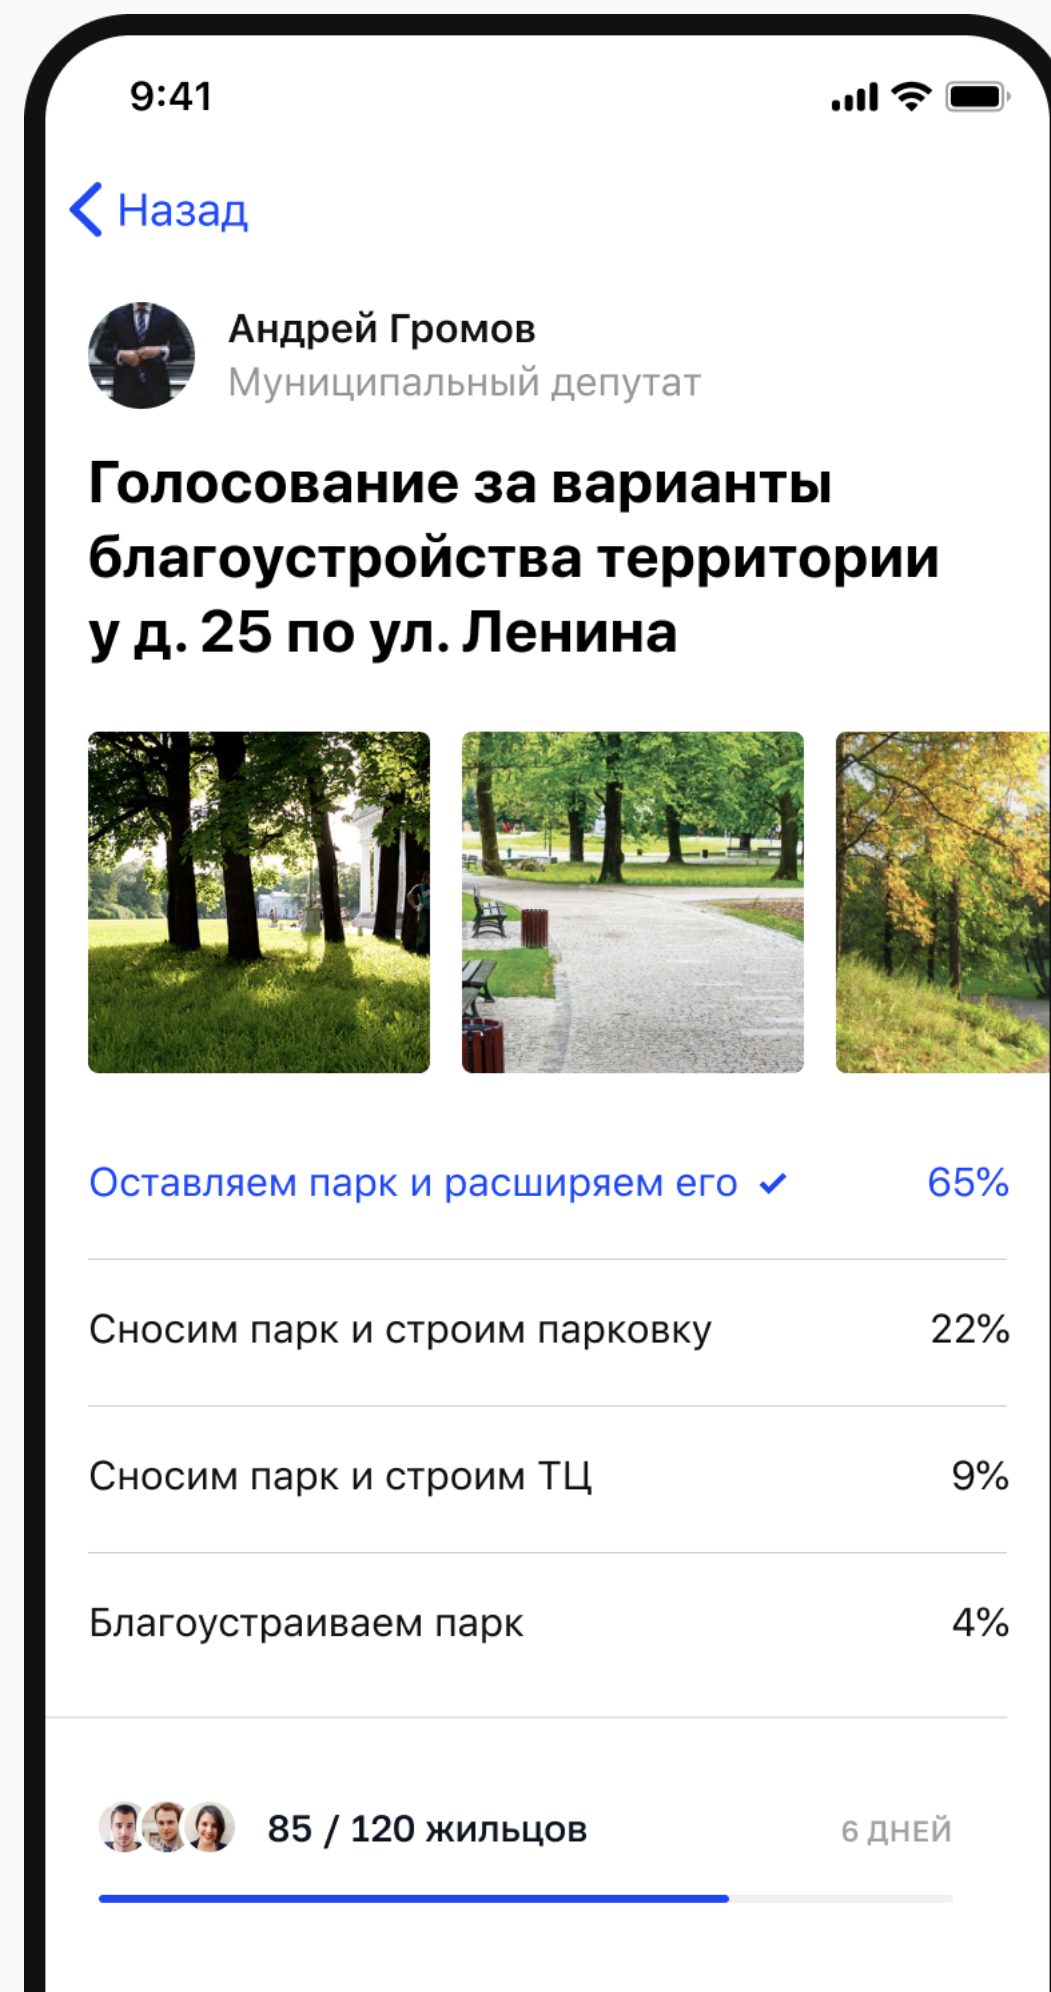 9:41
Назад
Андрей Громов
Муниципальный депутат
Голосование за варианты
благоустройства территории
у д. 25 по ул. Ленина
Оставляем парк и расширяем его 65%
Сносим парк и строим парковку 22%
Сносим парк и строим ТЦ 9%
Благоустраиваем парк 4%
85 / 120 жильцов 6 ДНЕЙ